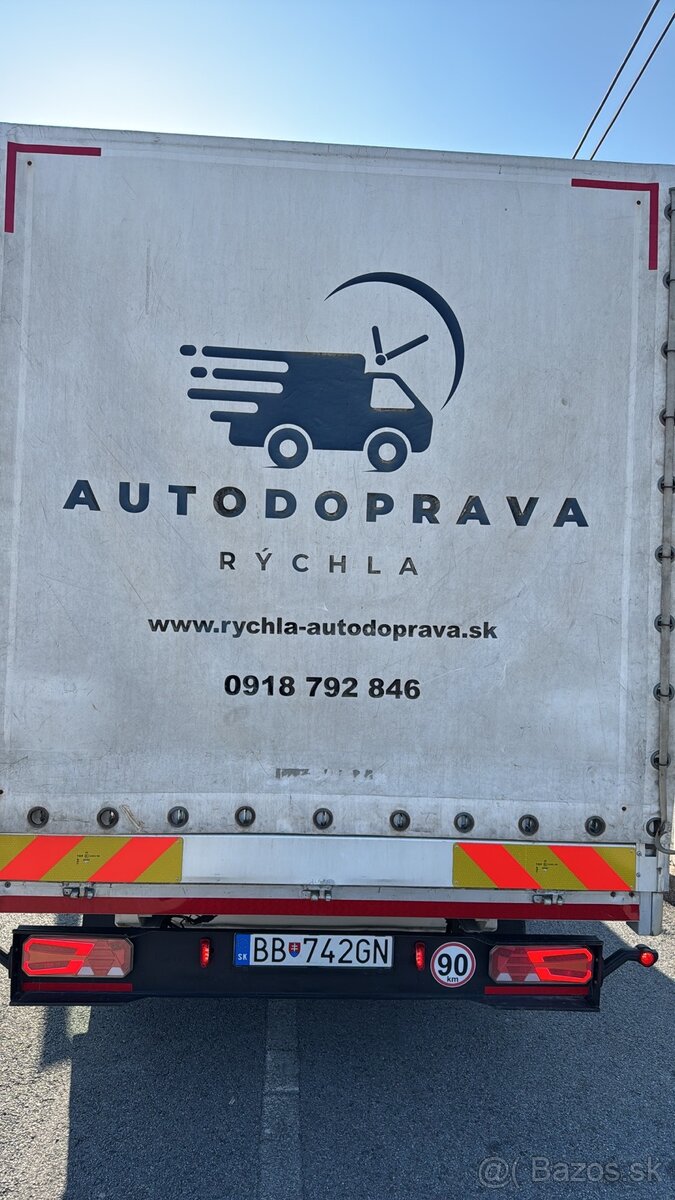 AUTODOPRAVA
RÝCHLA
www.rychla-autodoprava.sk
0918 792 846
SK BB 742GN
90
km
Bazos.sk